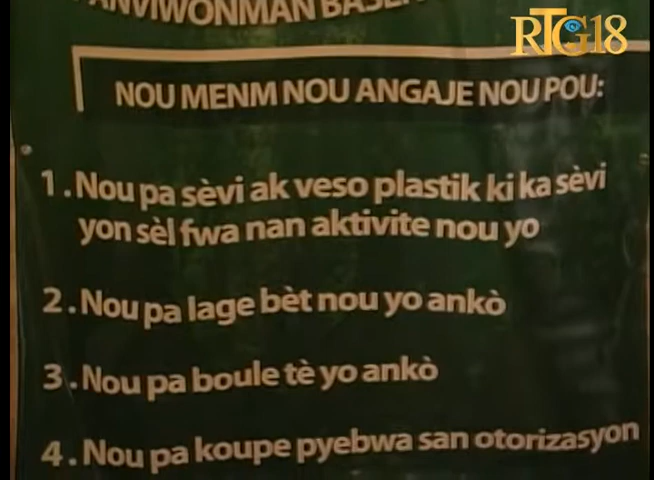 RTG18
ANVIWONMAN
NOU MENM NOU ANGAJE NOU POU:
1. Nou pa sèvi ak veso plastik ki ka sèvi
yon sèl fwa nan aktivite nou yo
2. Nou pa lage bèt nou yo ankò
3. Nou pa boule tè yo ankò
4. Nou pa koupe pyebwa san otorizasyon